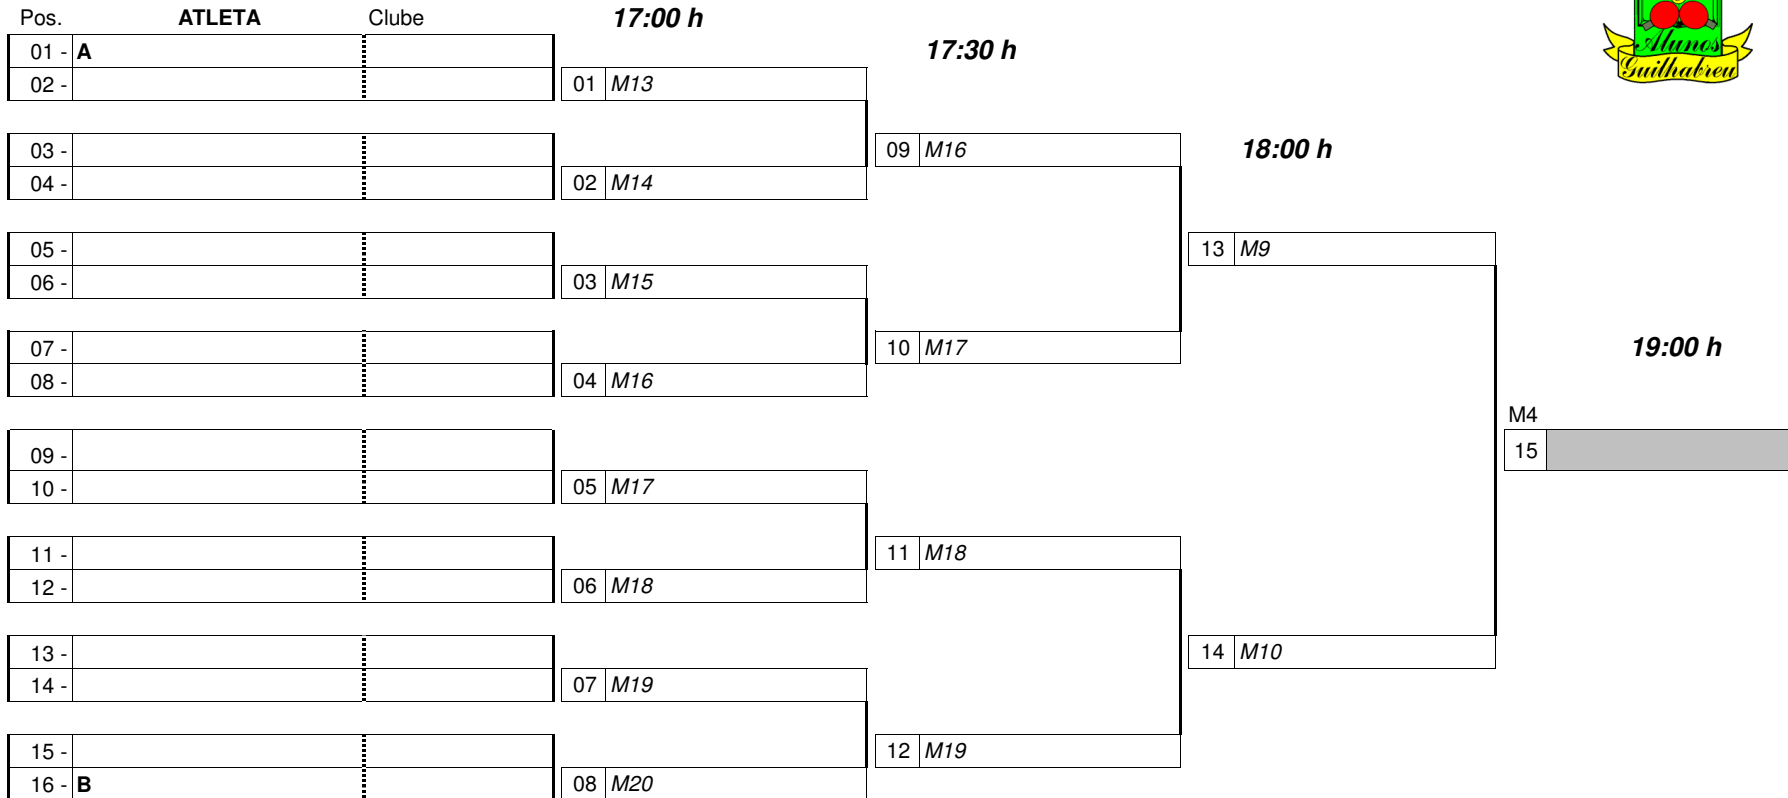 Pos. ATLETA Clube 17:00 h
01 - A 17:30 h
02 - 01 M13
03 - 09 M16 18:00 h
04 - 02 M14
05 - 13 M9
06 - 03 M15
07 - 10 M17 19:00 h
08 - 04 M16
M4
09 - 15
10 - 05 M17
11 - 11 M18
12 - 06 M18
13 - 14 M10
14 - 07 M19
15 - 12 M19
16 - B 08 M20
Alunos
Guilhabreu